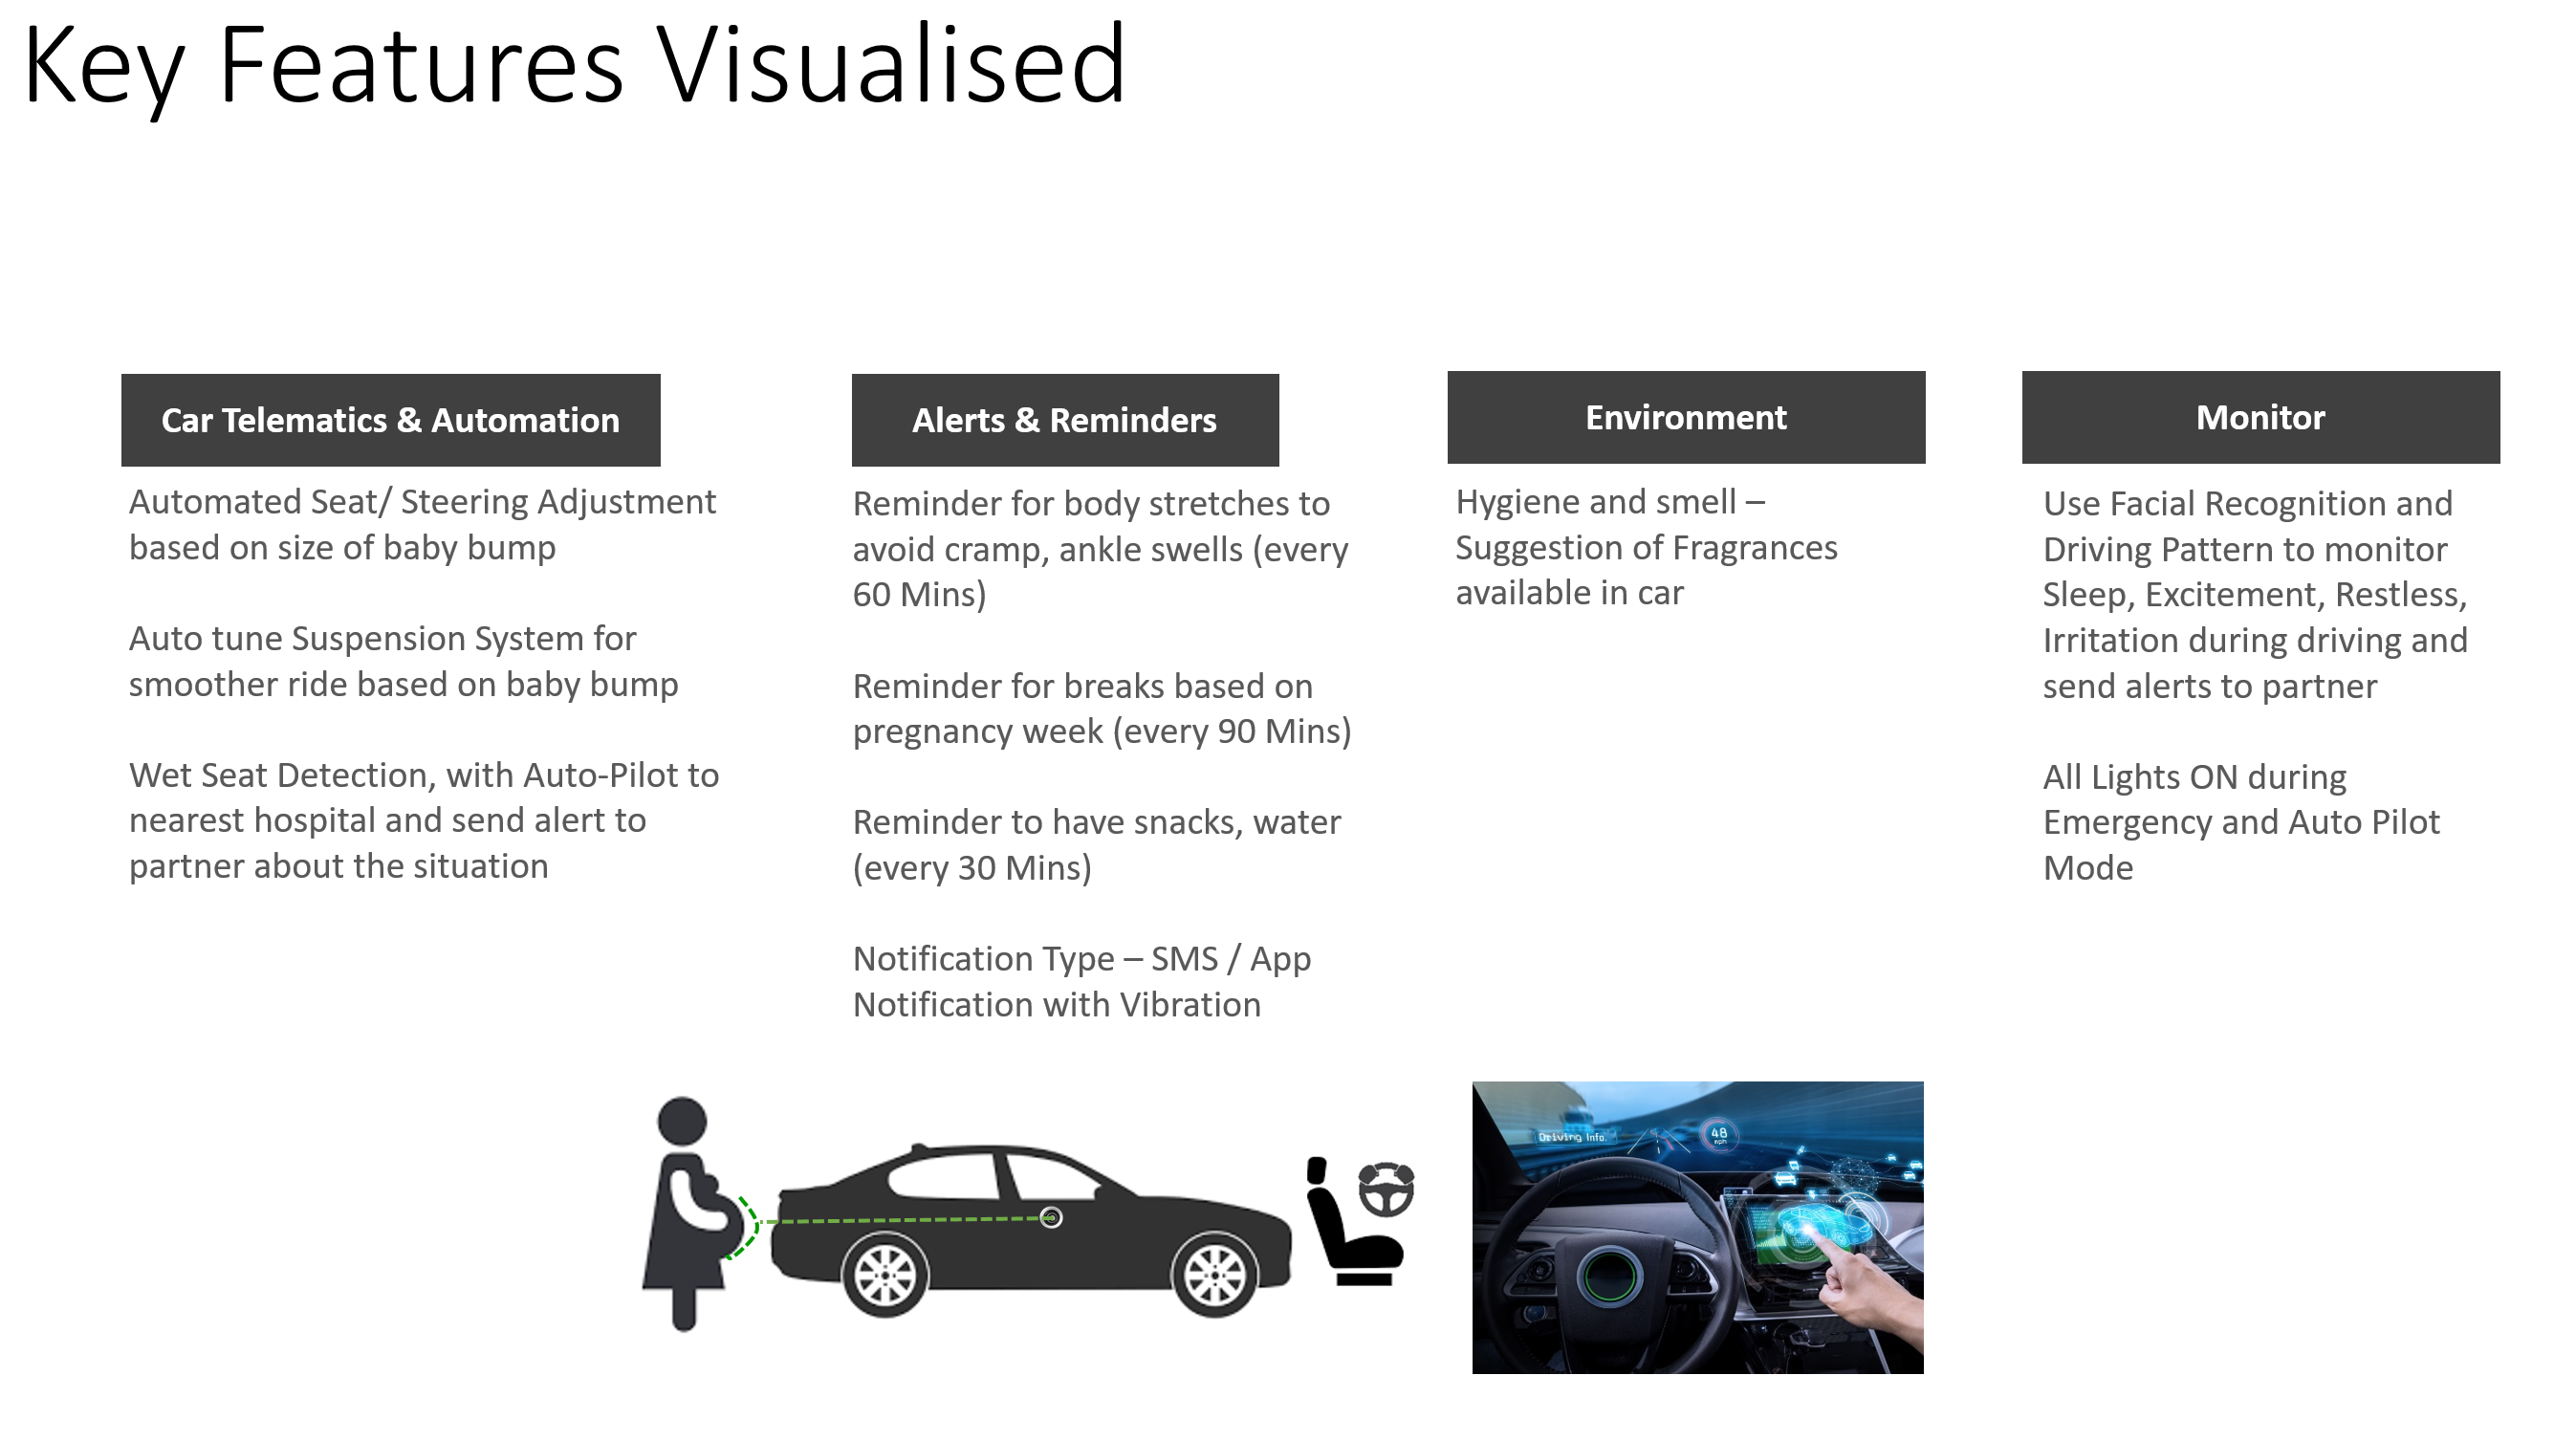 Key Features Visualised
Car Telematics & Automation
Automated Seat/ Steering Adjustment
based on size of baby bump
Auto tune Suspension System for
smoother ride based on baby bump
Wet Seat Detection, with Auto-Pilot to
nearest hospital and send alert to
partner about the situation
Alerts & Reminders
Reminder for body stretches to
avoid cramp, ankle swells (every
60 Mins)
Reminder for breaks based on
pregnancy week (every 90 Mins)
Reminder to have snacks, water
(every 30 Mins)
Notification Type – SMS / App
Notification with Vibration
Environment
Hygiene and smell –
Suggestion of Fragrances
available in car
Monitor
Use Facial Recognition and
Driving Pattern to monitor
Sleep, Excitement, Restless,
Irritation during driving and
send alerts to partner
All Lights ON during
Emergency and Auto Pilot
Mode
Driving Info.
48
mph